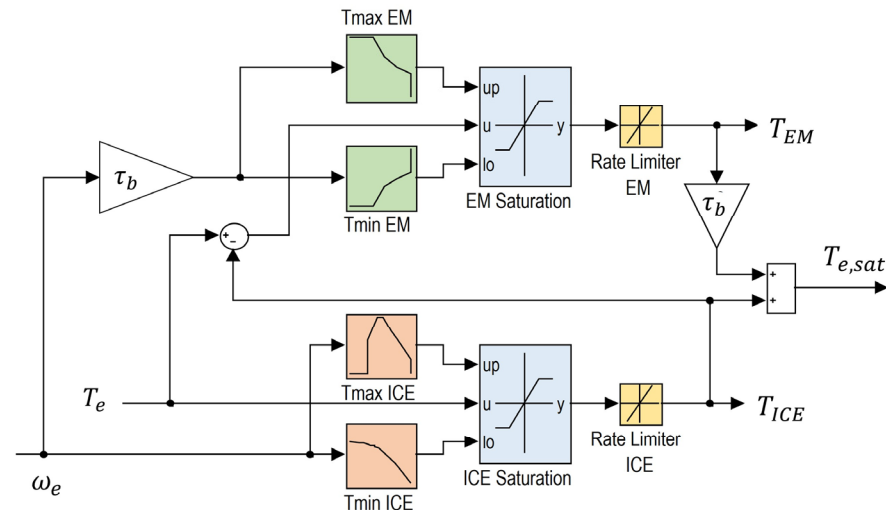 Tmax EM
up
u
y
lo
T_EM
Rate Limiter
EM
τ_b
Tmin EM
EM Saturation
τ_b
+
-
T_e,sat
+
+
Tmax ICE
up
T_e
u
y
T_ICE
lo
Rate Limiter
ICE
ω_e
Tmin ICE
ICE Saturation